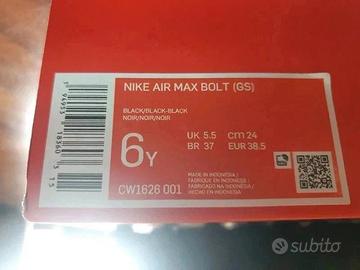 NIKE AIR MAX BOLT (GS)
BLACK/BLACK-BLACK
NOIR/NOIR/NOIR
6Y
UK 5.5 cm 24
BR 37 EUR 38.5
CW1626 001
MADE IN INDONESIA /
FABRIQUÉ EN INDONÉSIE /
FABRICADO NA INDONÉSIA /
HECHO EN INDONESIA
subito